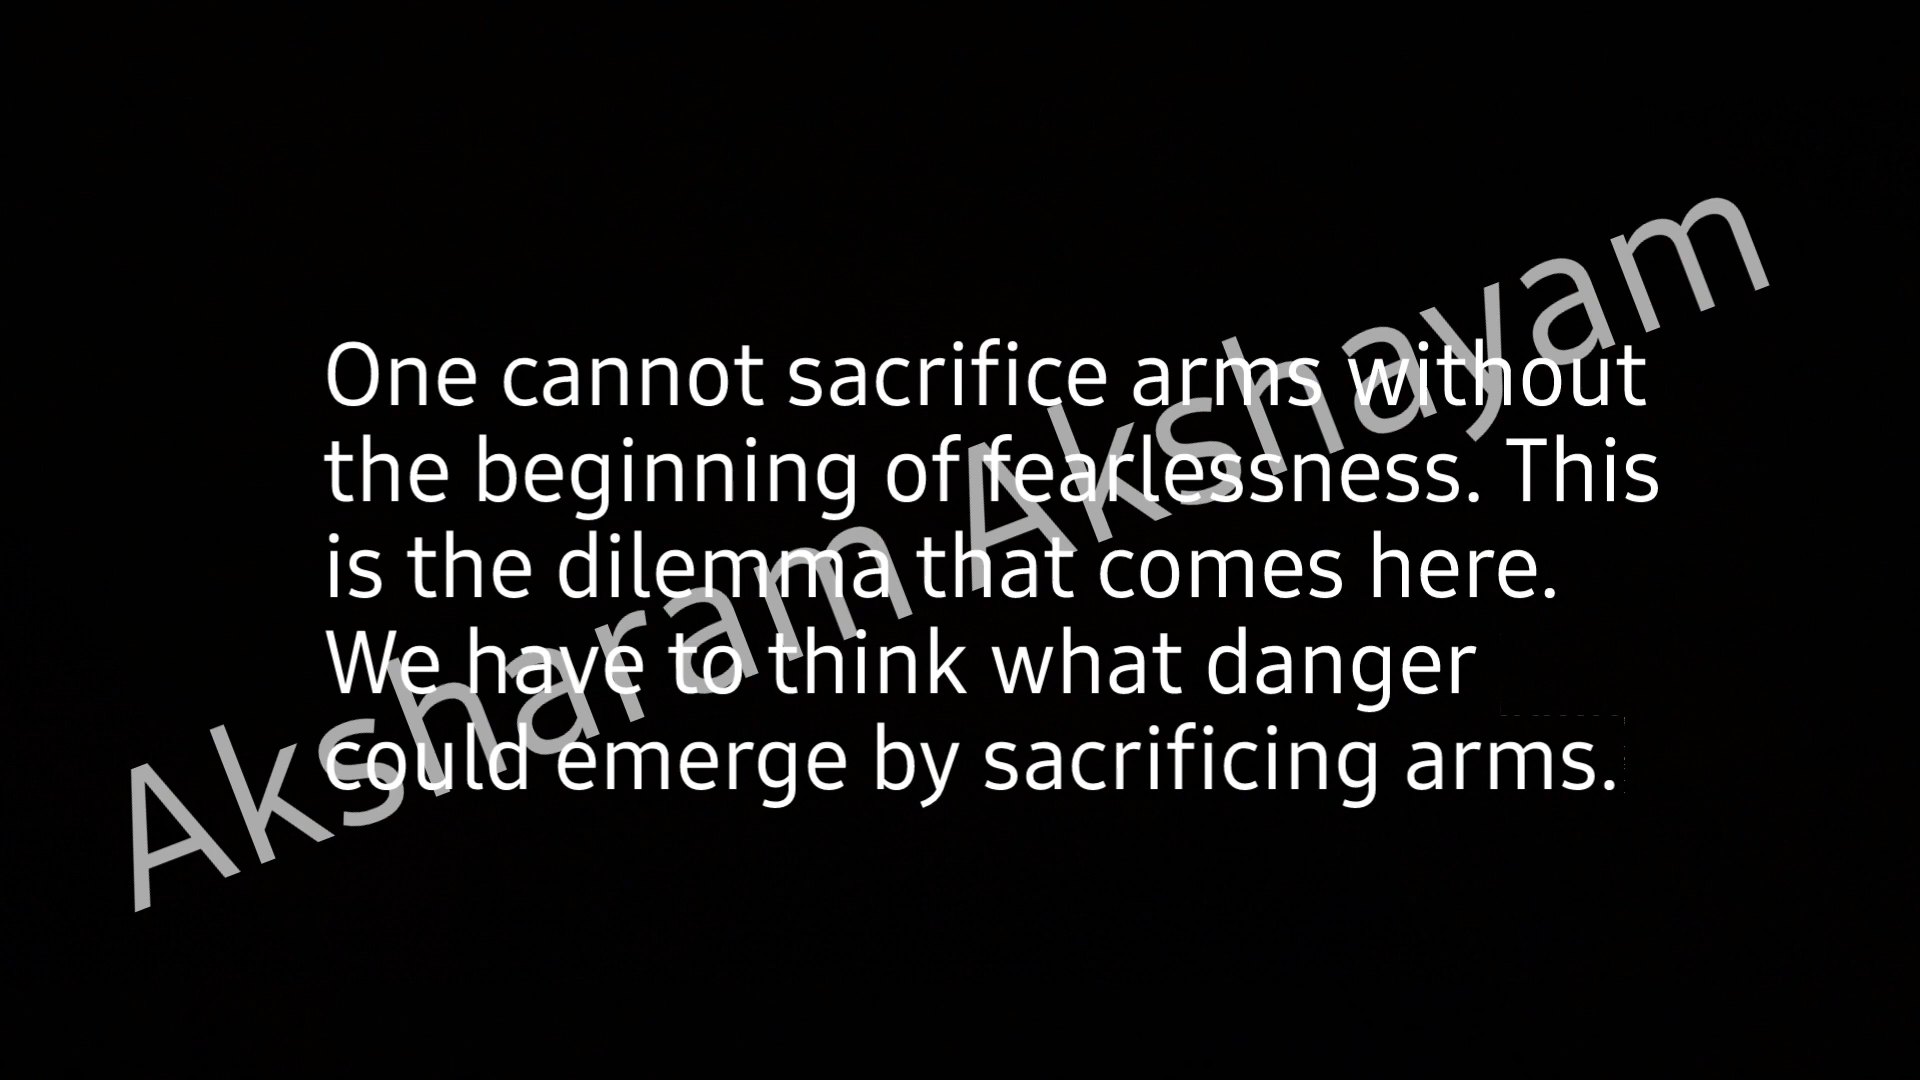 One cannot sacrifice arms without
the beginning of fearlessness. This
is the dilemma that comes here.
We have to think what danger
could emerge by sacrificing arms.
Aksharam Akshayam